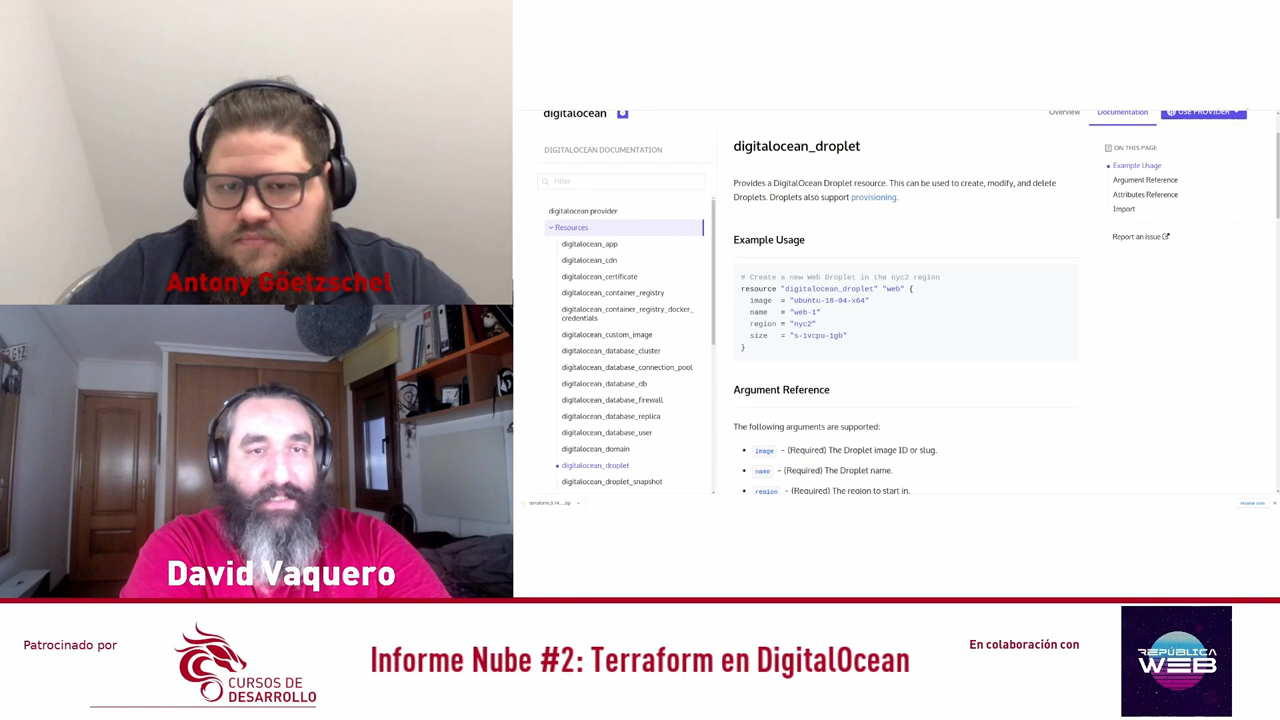 Antony Göetzschel
David Vaquero
digitalocean
Overview
Documentation
USE PROVIDER
DIGITALOCEAN DOCUMENTATION
Filter
digitalocean provider
Resources
digitalocean_app
digitalocean_cdn
digitalocean_certificate
digitalocean_container_registry
digitalocean_container_registry_docker_
credentials
digitalocean_custom_image
digitalocean_database_cluster
digitalocean_database_connection_pool
digitalocean_database_db
digitalocean_database_firewall
digitalocean_database_replica
digitalocean_database_user
digitalocean_domain
digitalocean_droplet
digitalocean_droplet_snapshot
digitalocean_droplet
Provides a DigitalOcean Droplet resource. This can be used to create, modify, and delete
Droplets. Droplets also support provisioning.
Example Usage
# Create a new Web Droplet in the nyc2 region
resource "digitalocean_droplet" "web" {
image = "ubuntu-18-04-x64"
name = "web-1"
region = "nyc2"
size = "s-1vcpu-1gb"
}
Argument Reference
The following arguments are supported:
• image - (Required) The Droplet image ID or slug.
• name - (Required) The Droplet name.
• region - (Required) The region to start in.
ON THIS PAGE
Example Usage
Argument Reference
Attributes Reference
Import
Report an issue
Patrocinado por
CURSOS DE
DESARROLLO
Informe Nube #2: Terraform en DigitalOcean
En colaboración con
REPÚBLICA
WEB